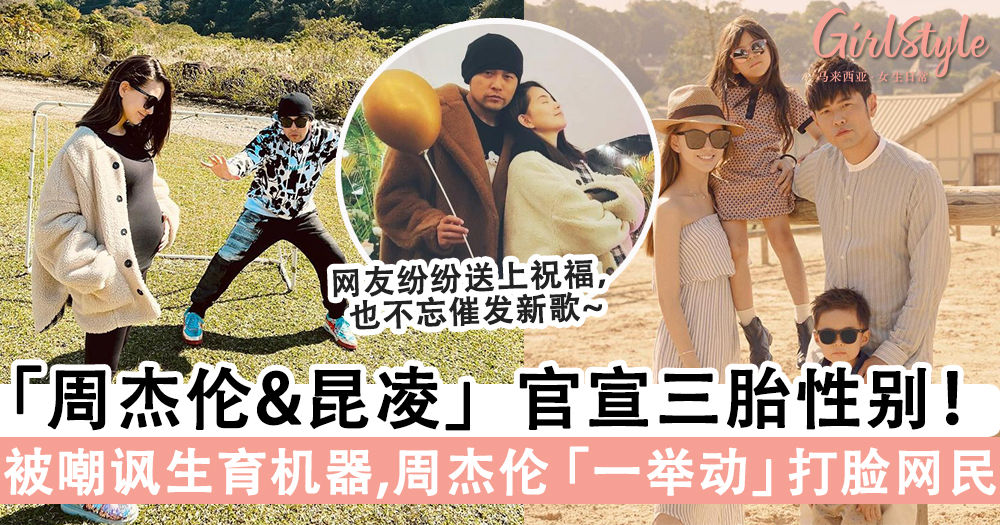 GirlStyle
马来西亚·女生日常
网友纷纷送上祝福,
也不忘催发新歌~
「周杰伦&昆凌」官宣三胎性别!
被嘲讽生育机器,周杰伦「一举动」打脸网民